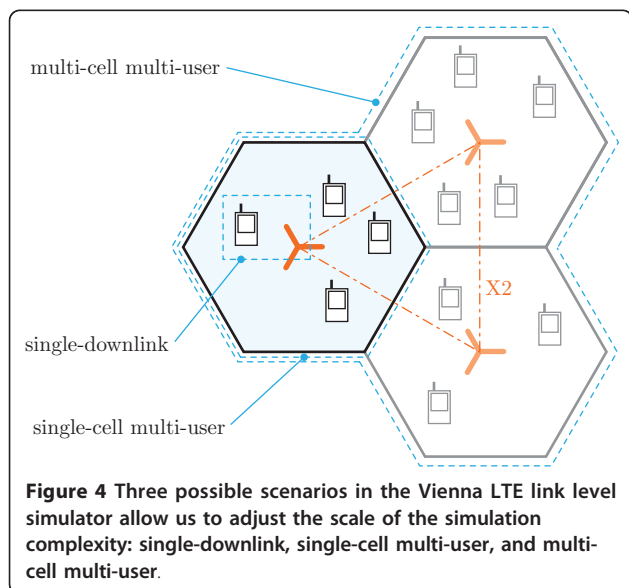 multi-cell multi-user
X2
single-downlink
single-cell multi-user
Figure 4 Three possible scenarios in the Vienna LTE link level
simulator allow us to adjust the scale of the simulation
complexity: single-downlink, single-cell multi-user, and multi-
cell multi-user.